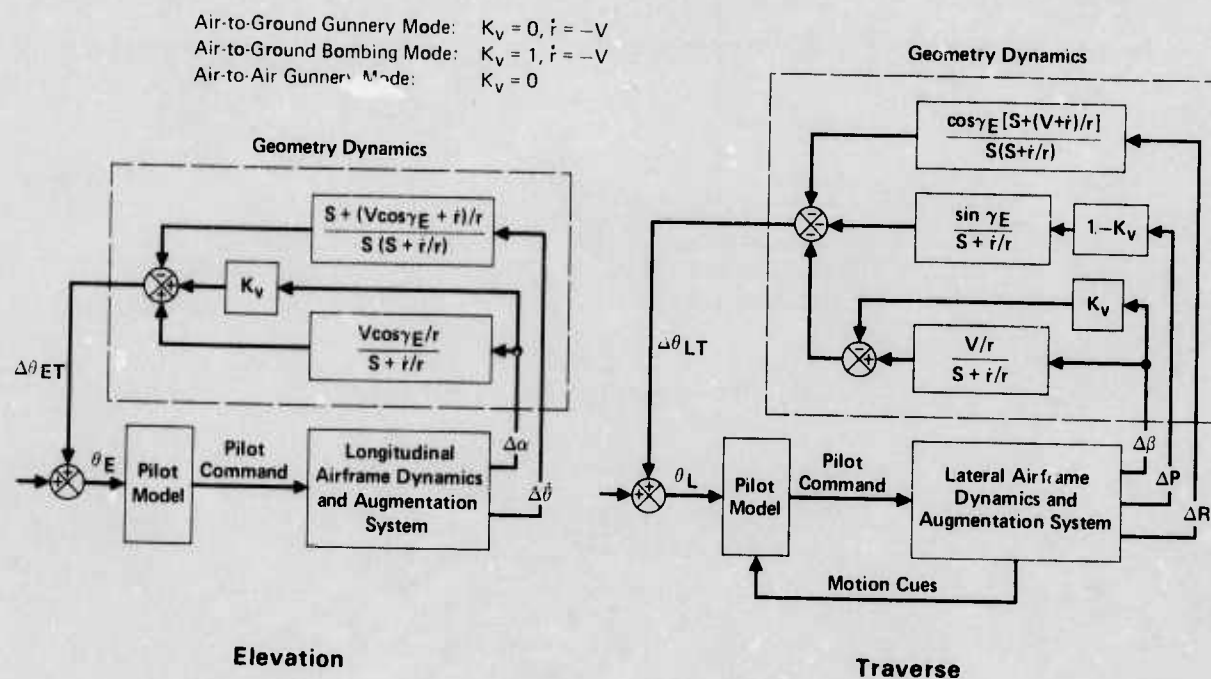 Air-to-Ground Gunnery Mode: K_v = 0, ṙ = −V
Air-to-Ground Bombing Mode: K_v = 1, ṙ = −V
Air-to-Air Gunnery Mode: K_v = 0
Geometry Dynamics
S + (Vcosγ_E + ṙ)/r
S (S + ṙ/r)
−
+
+
K_v
Vcosγ_E/r
S + ṙ/r
Δθ_ET
Δα
Δθ̇
+
+
θ_E
Pilot
Model
Pilot
Command
Longitudinal
Airframe Dynamics
and Augmentation
System
Elevation
Geometry Dynamics
cosγ_E [S+(V+ṙ)/r]
S(S+ṙ/r)
−
−
−
sin γ_E
S + ṙ/r
1.−K_v
K_v
−
−
V/r
S + ṙ/r
Δθ_LT
Δβ
ΔP
ΔR
+
+
θ_L
Pilot
Model
Pilot
Command
Lateral Airframe
Dynamics and
Augmentation System
Motion Cues
Traverse